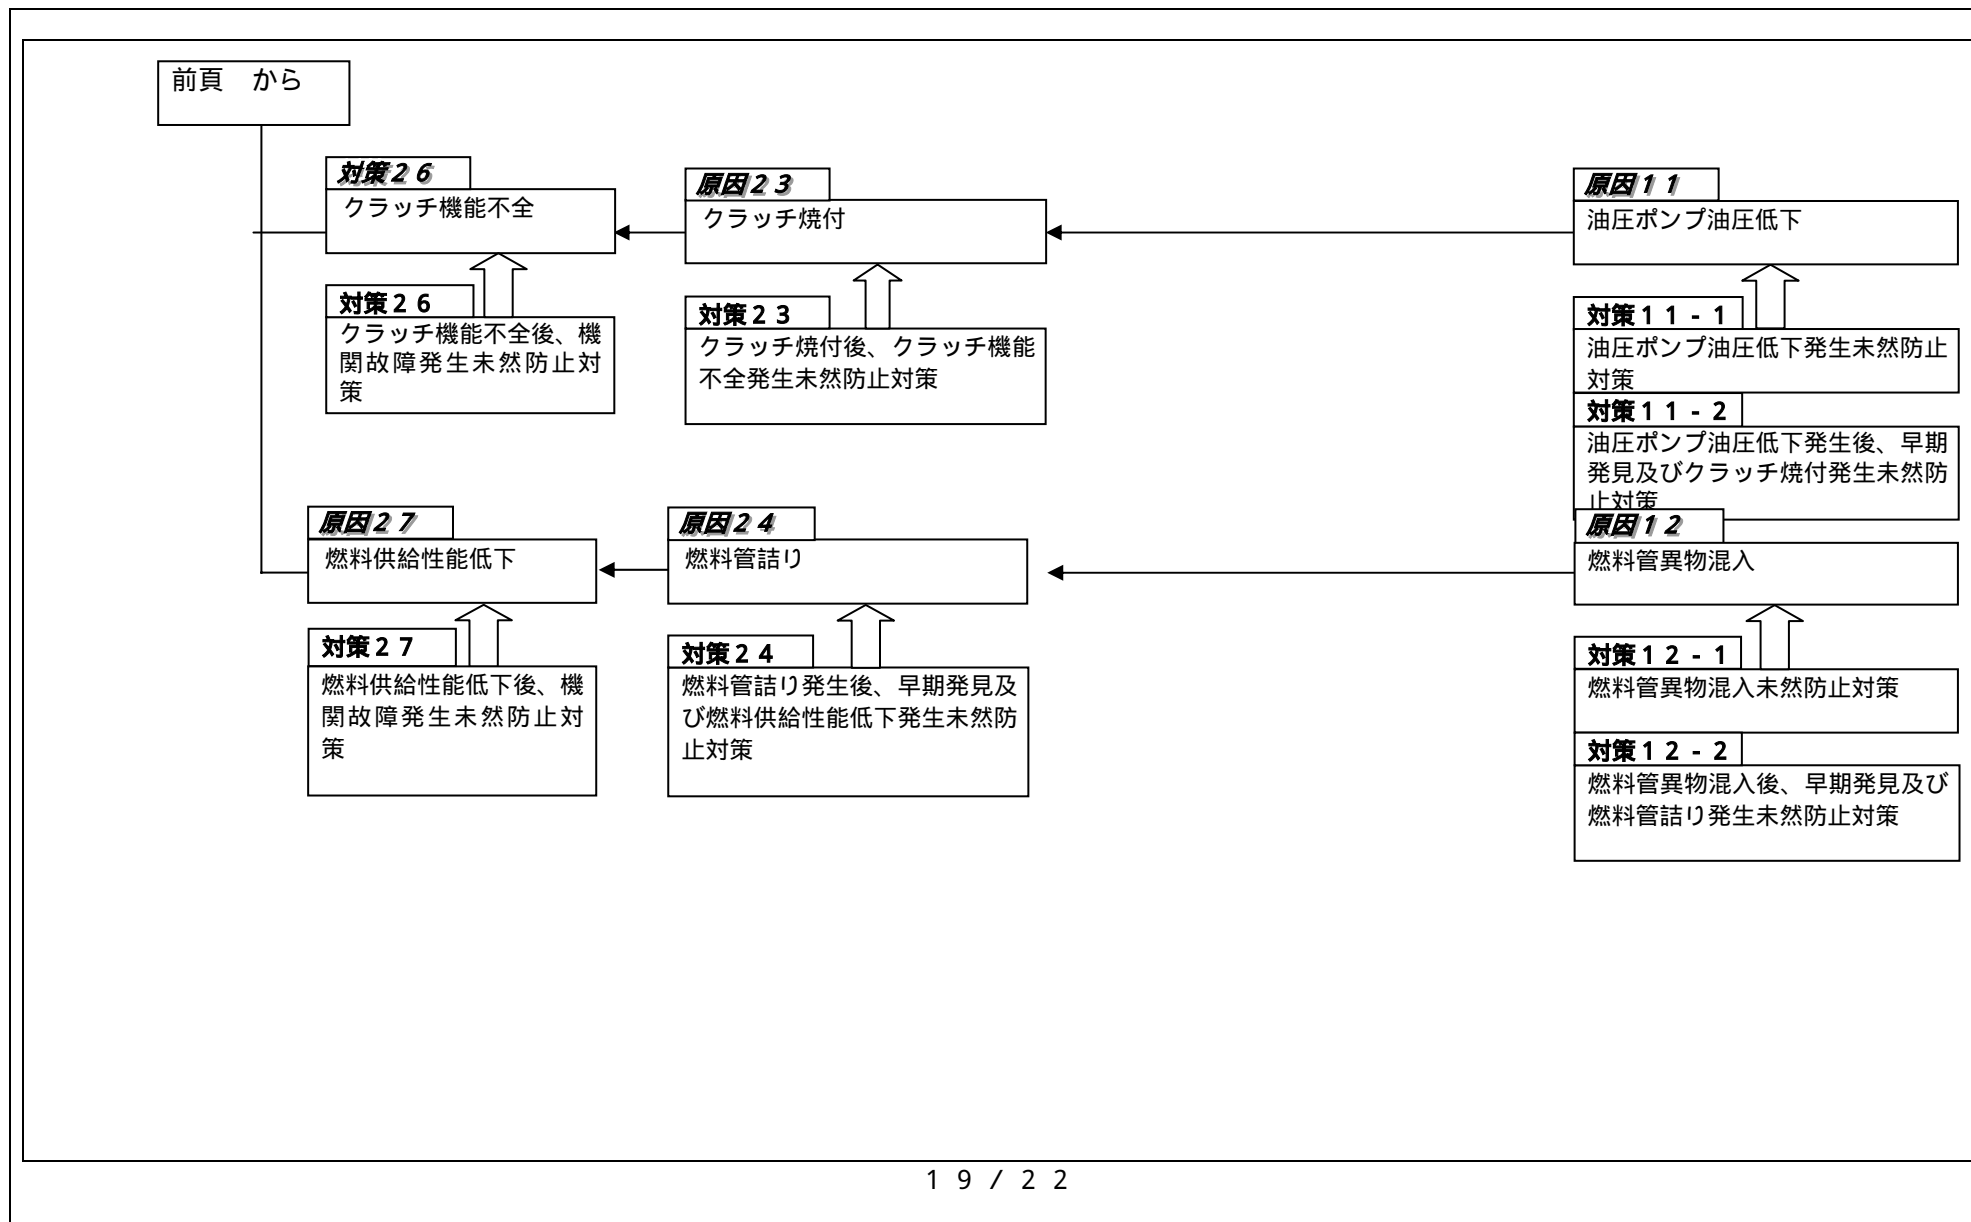 前頁　から
対策２６
クラッチ機能不全
対策２６
クラッチ機能不全後、機
関故障発生未然防止対
策
原因２３
クラッチ焼付
対策２３
クラッチ焼付後、クラッチ機能
不全発生未然防止対策
原因１１
油圧ポンプ油圧低下
対策１１-１
油圧ポンプ油圧低下発生未然防止
対策
対策１１-２
油圧ポンプ油圧低下発生後、早期
発見及びクラッチ焼付発生未然防
止対策
原因２７
燃料供給性能低下
対策２７
燃料供給性能低下後、機
関故障発生未然防止対
策
原因２４
燃料管詰り
対策２４
燃料管詰り発生後、早期発見及
び燃料供給性能低下発生未然防
止対策
原因１２
燃料管異物混入
対策１２-１
燃料管異物混入未然防止対策
対策１２-２
燃料管異物混入後、早期発見及び
燃料管詰り発生未然防止対策
１９/２２